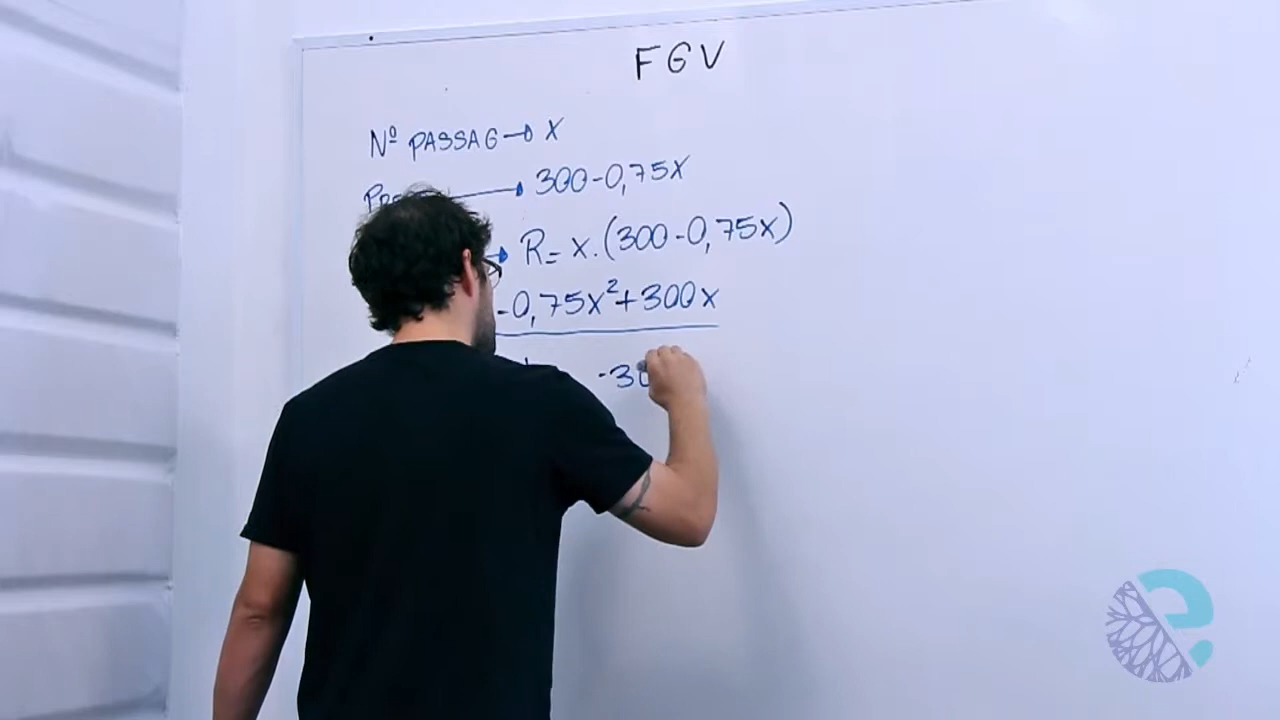 FGV
Nº PASSAG → X
→ 300-0,75X
→ R= X.(300-0,75X)
-0,75X²+300X
-30